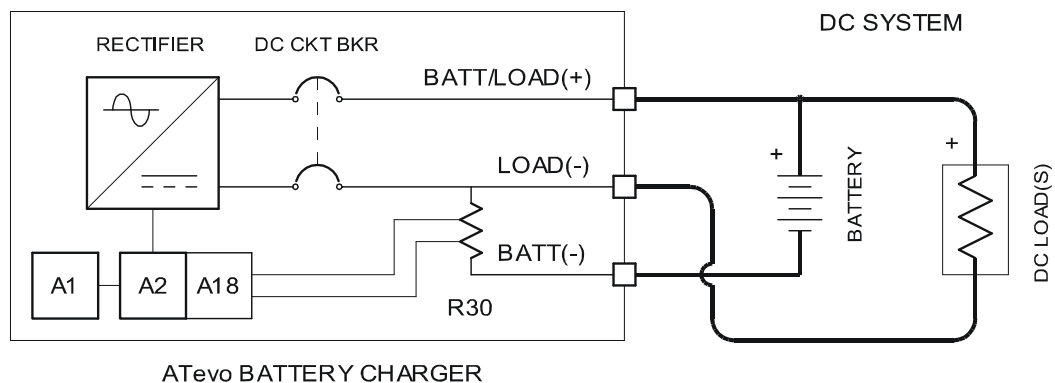 DC SYSTEM
RECTIFIER
DC CKT BKR
BATT/LOAD(+)
LOAD(-)
BATT(-)
+
BATTERY
+
DC LOAD(S)
A1
A2
A18
R30
ATevo BATTERY CHARGER